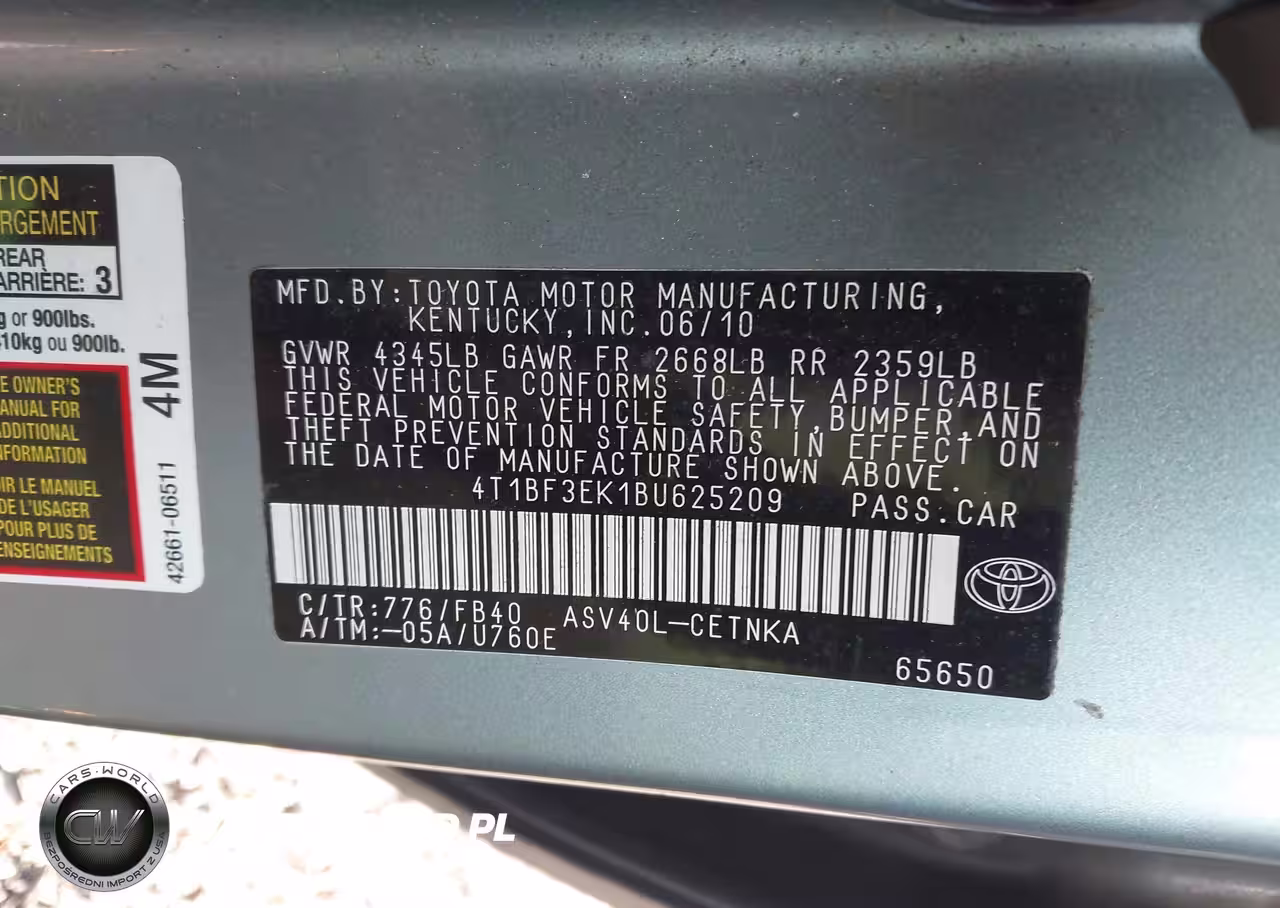 TION
RGEMENT
REAR
ARRIÈRE: 3
g or 900lbs.
410kg ou 900lb.
E OWNER'S
ANUAL FOR
ADDITIONAL
NFORMATION
IR LE MANUEL
DE L'USAGER
POUR PLUS DE
ENSEIGNEMENTS
4M
42661-06511
MFD.BY:TOYOTA MOTOR MANUFACTURING,
KENTUCKY,INC.06/10
GVWR 4345LB GAWR FR 2668LB RR 2359LB
THIS VEHICLE CONFORMS TO ALL APPLICABLE
FEDERAL MOTOR VEHICLE SAFETY,BUMPER,AND
THEFT PREVENTION STANDARDS IN EFFECT ON
THE DATE OF MANUFACTURE SHOWN ABOVE.
4T1BF3EK1BU625209 PASS.CAR
C/TR:776/FB40 ASV40L-CETNKA
A/TM:-05A/U760E
65650
CARS·WORLD
CW
BEZPOŚREDNI IMPORT Z USA
.PL